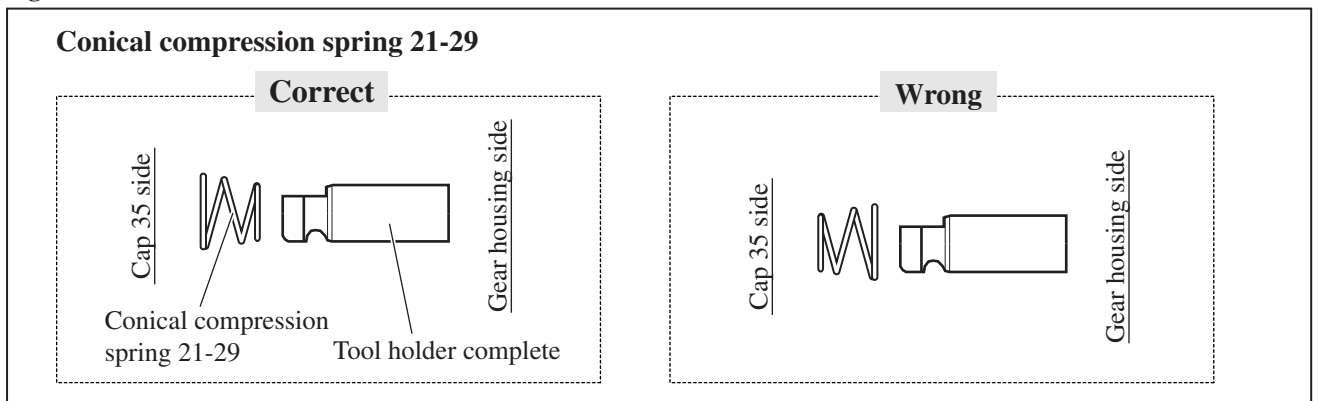 Conical compression spring 21-29
Correct
Cap 35 side
Gear housing side
Conical compression
spring 21-29
Tool holder complete
Wrong
Cap 35 side
Gear housing side